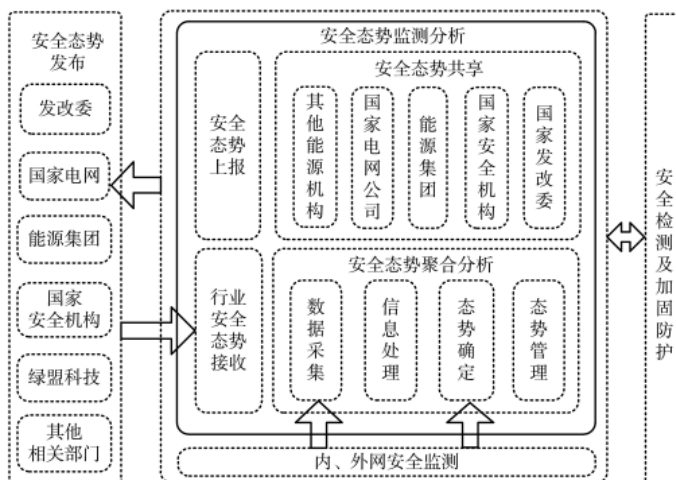 安全态势
发布
发改委
国家电网
能源集团
国家
安全机构
绿盟科技
其他
相关部门
安全态势监测分析
安全
态势
上报
安全态势共享
其他能源机构
国家电网公司
能源集团
国家安全机构
国家发改委
行业
安全
态势
接收
安全态势聚合分析
数据采集
信息处理
态势确定
态势管理
内、外网安全监测
安全检测及加固防护